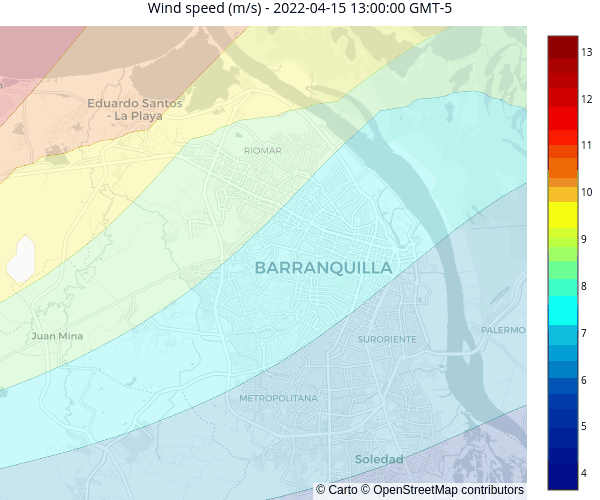 Wind speed (m/s) - 2022-04-15 13:00:00 GMT-5
Eduardo Santos
- La Playa
RIOMAR
BARRANQUILLA
Juan Mina
SURORIENTE
PALERMO
METROPOLITANA
Soledad
© Carto © OpenStreetMap contributors
13
12
11
10
9
8
7
6
5
4